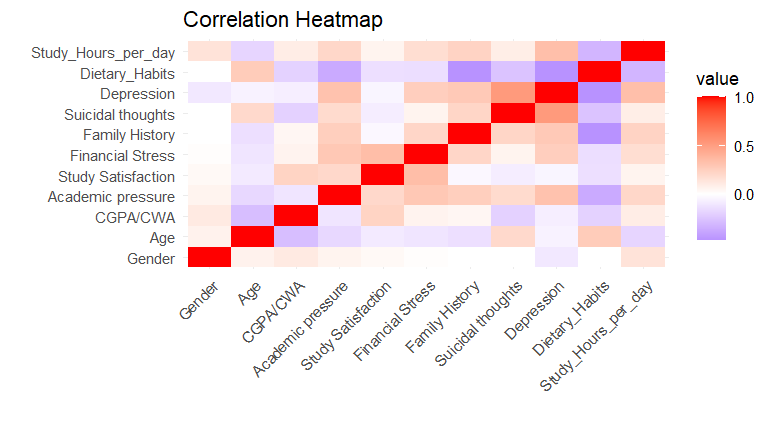 Correlation Heatmap
Study_Hours_per_day
Dietary_Habits
Depression
Suicidal thoughts
Family History
Financial Stress
Study Satisfaction
Academic pressure
CGPA/CWA
Age
Gender
Gender
Age
CGPA/CWA
Academic pressure
Study Satisfaction
Financial Stress
Family History
Suicidal thoughts
Depression
Dietary_Habits
Study_Hours_per_day
value
1.0
0.5
0.0